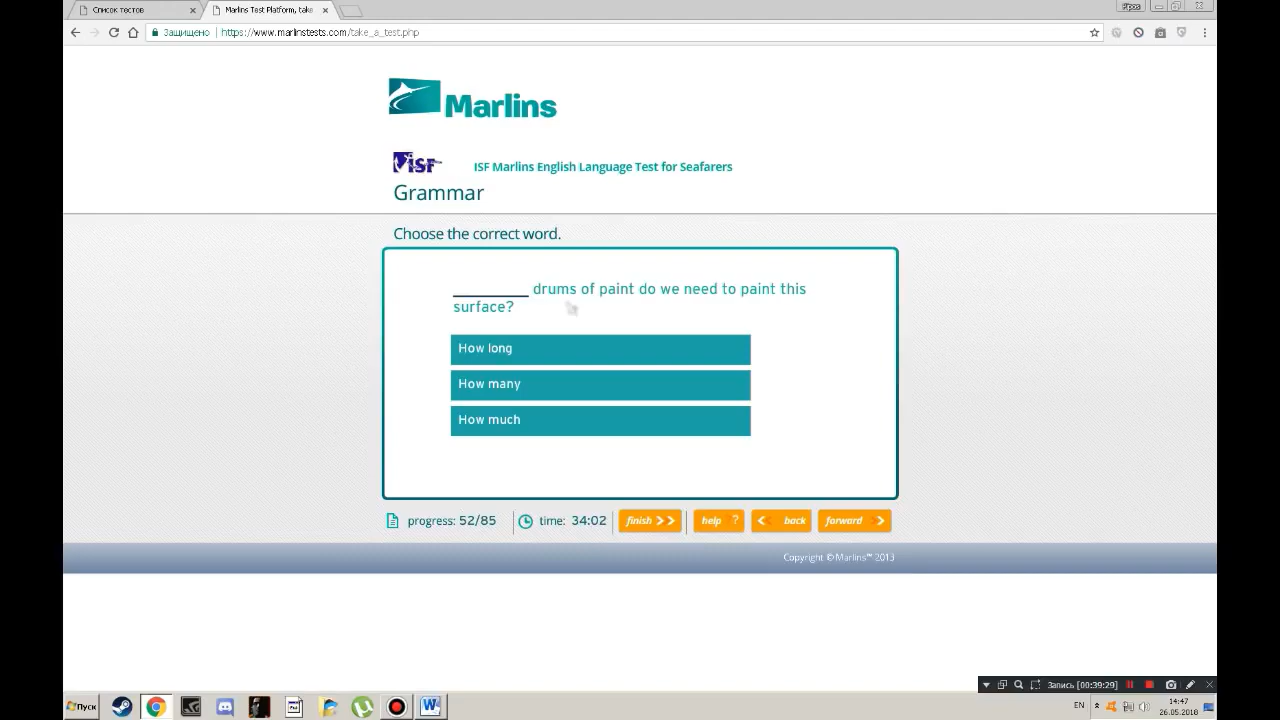 Список тестов
Marlins Test Platform, take
Игрок
Защищено
https://www.marlinstests.com/take_a_test.php
Marlins
ISF
ISF Marlins English Language Test for Seafarers
Grammar
Choose the correct word.
________ drums of paint do we need to paint this
surface?
How long
How many
How much
progress: 52/85
time: 34:02
finish
help ?
back
forward
Copyright © Marlins™ 2013
Запись [00:39:29]
Пуск
EN
14:47
26.05.2018